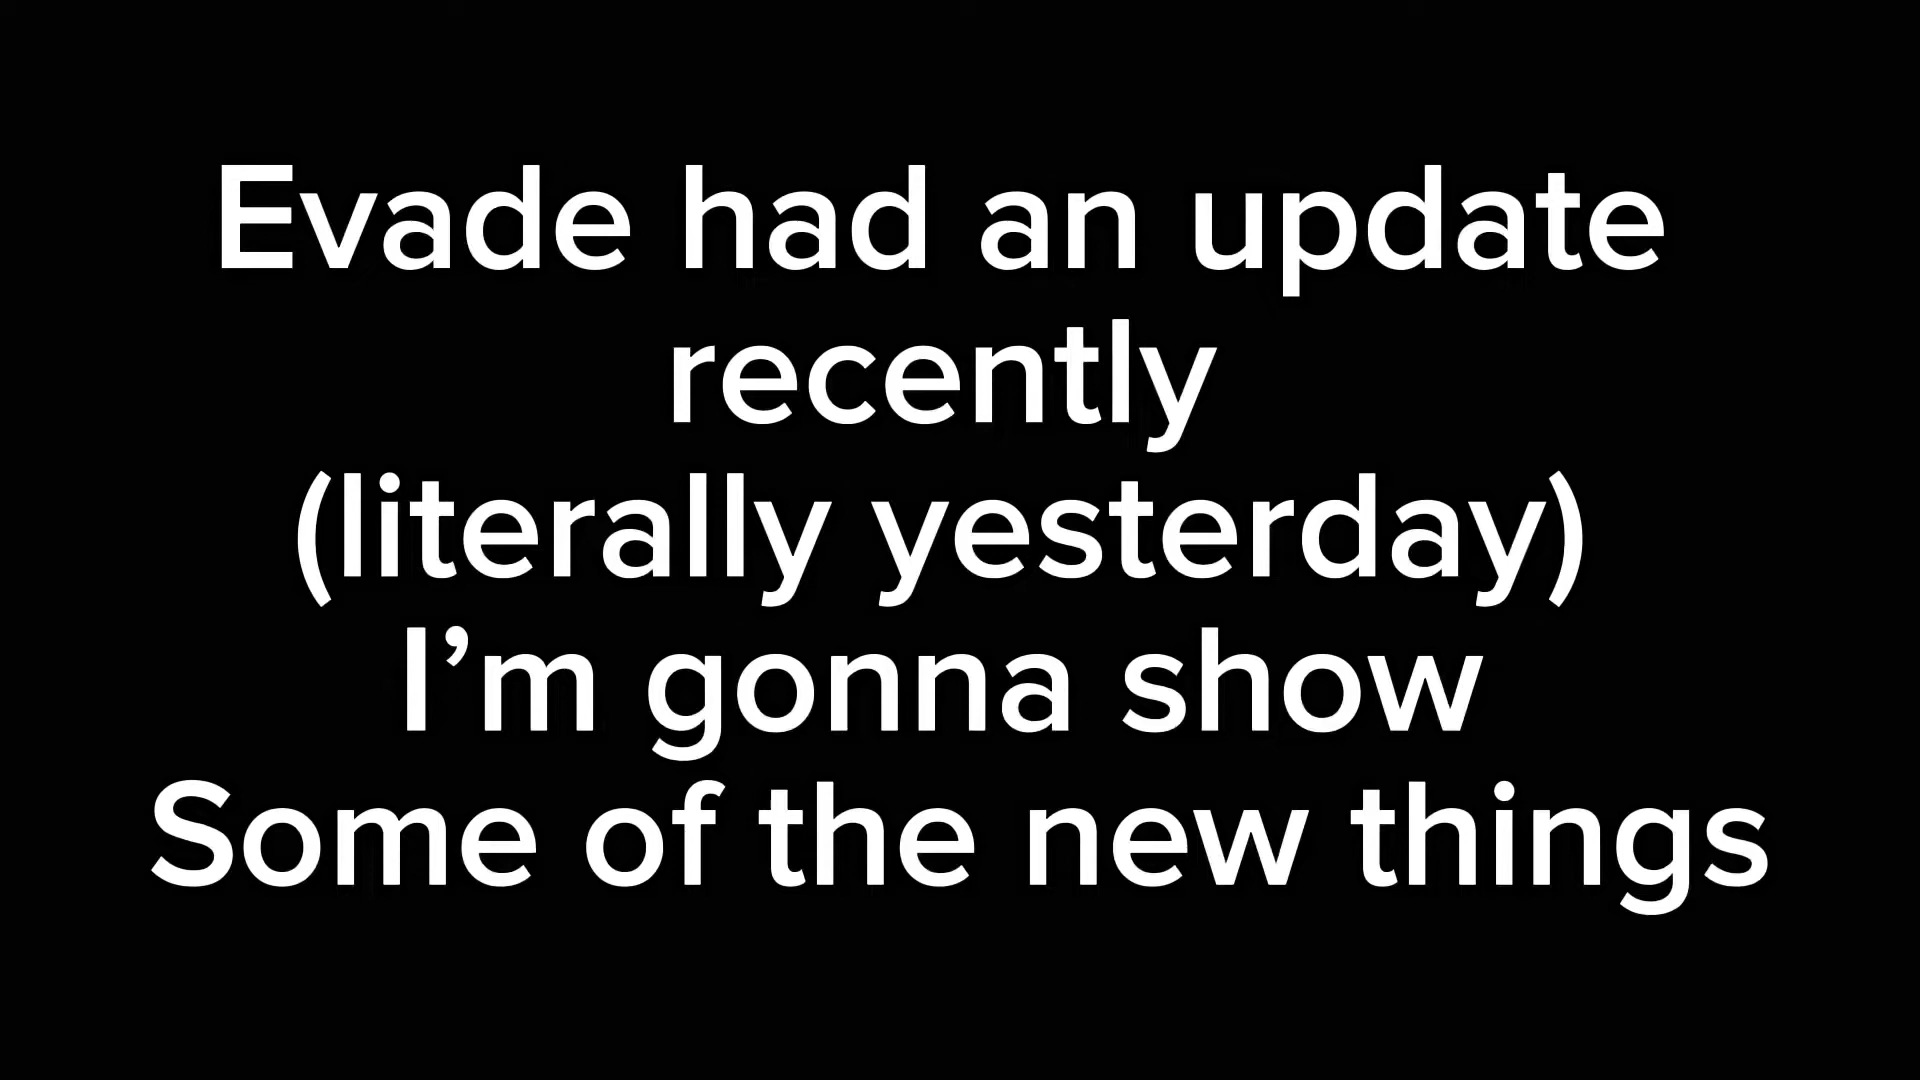 Evade had an update
recently
(literally yesterday)
I’m gonna show
Some of the new things